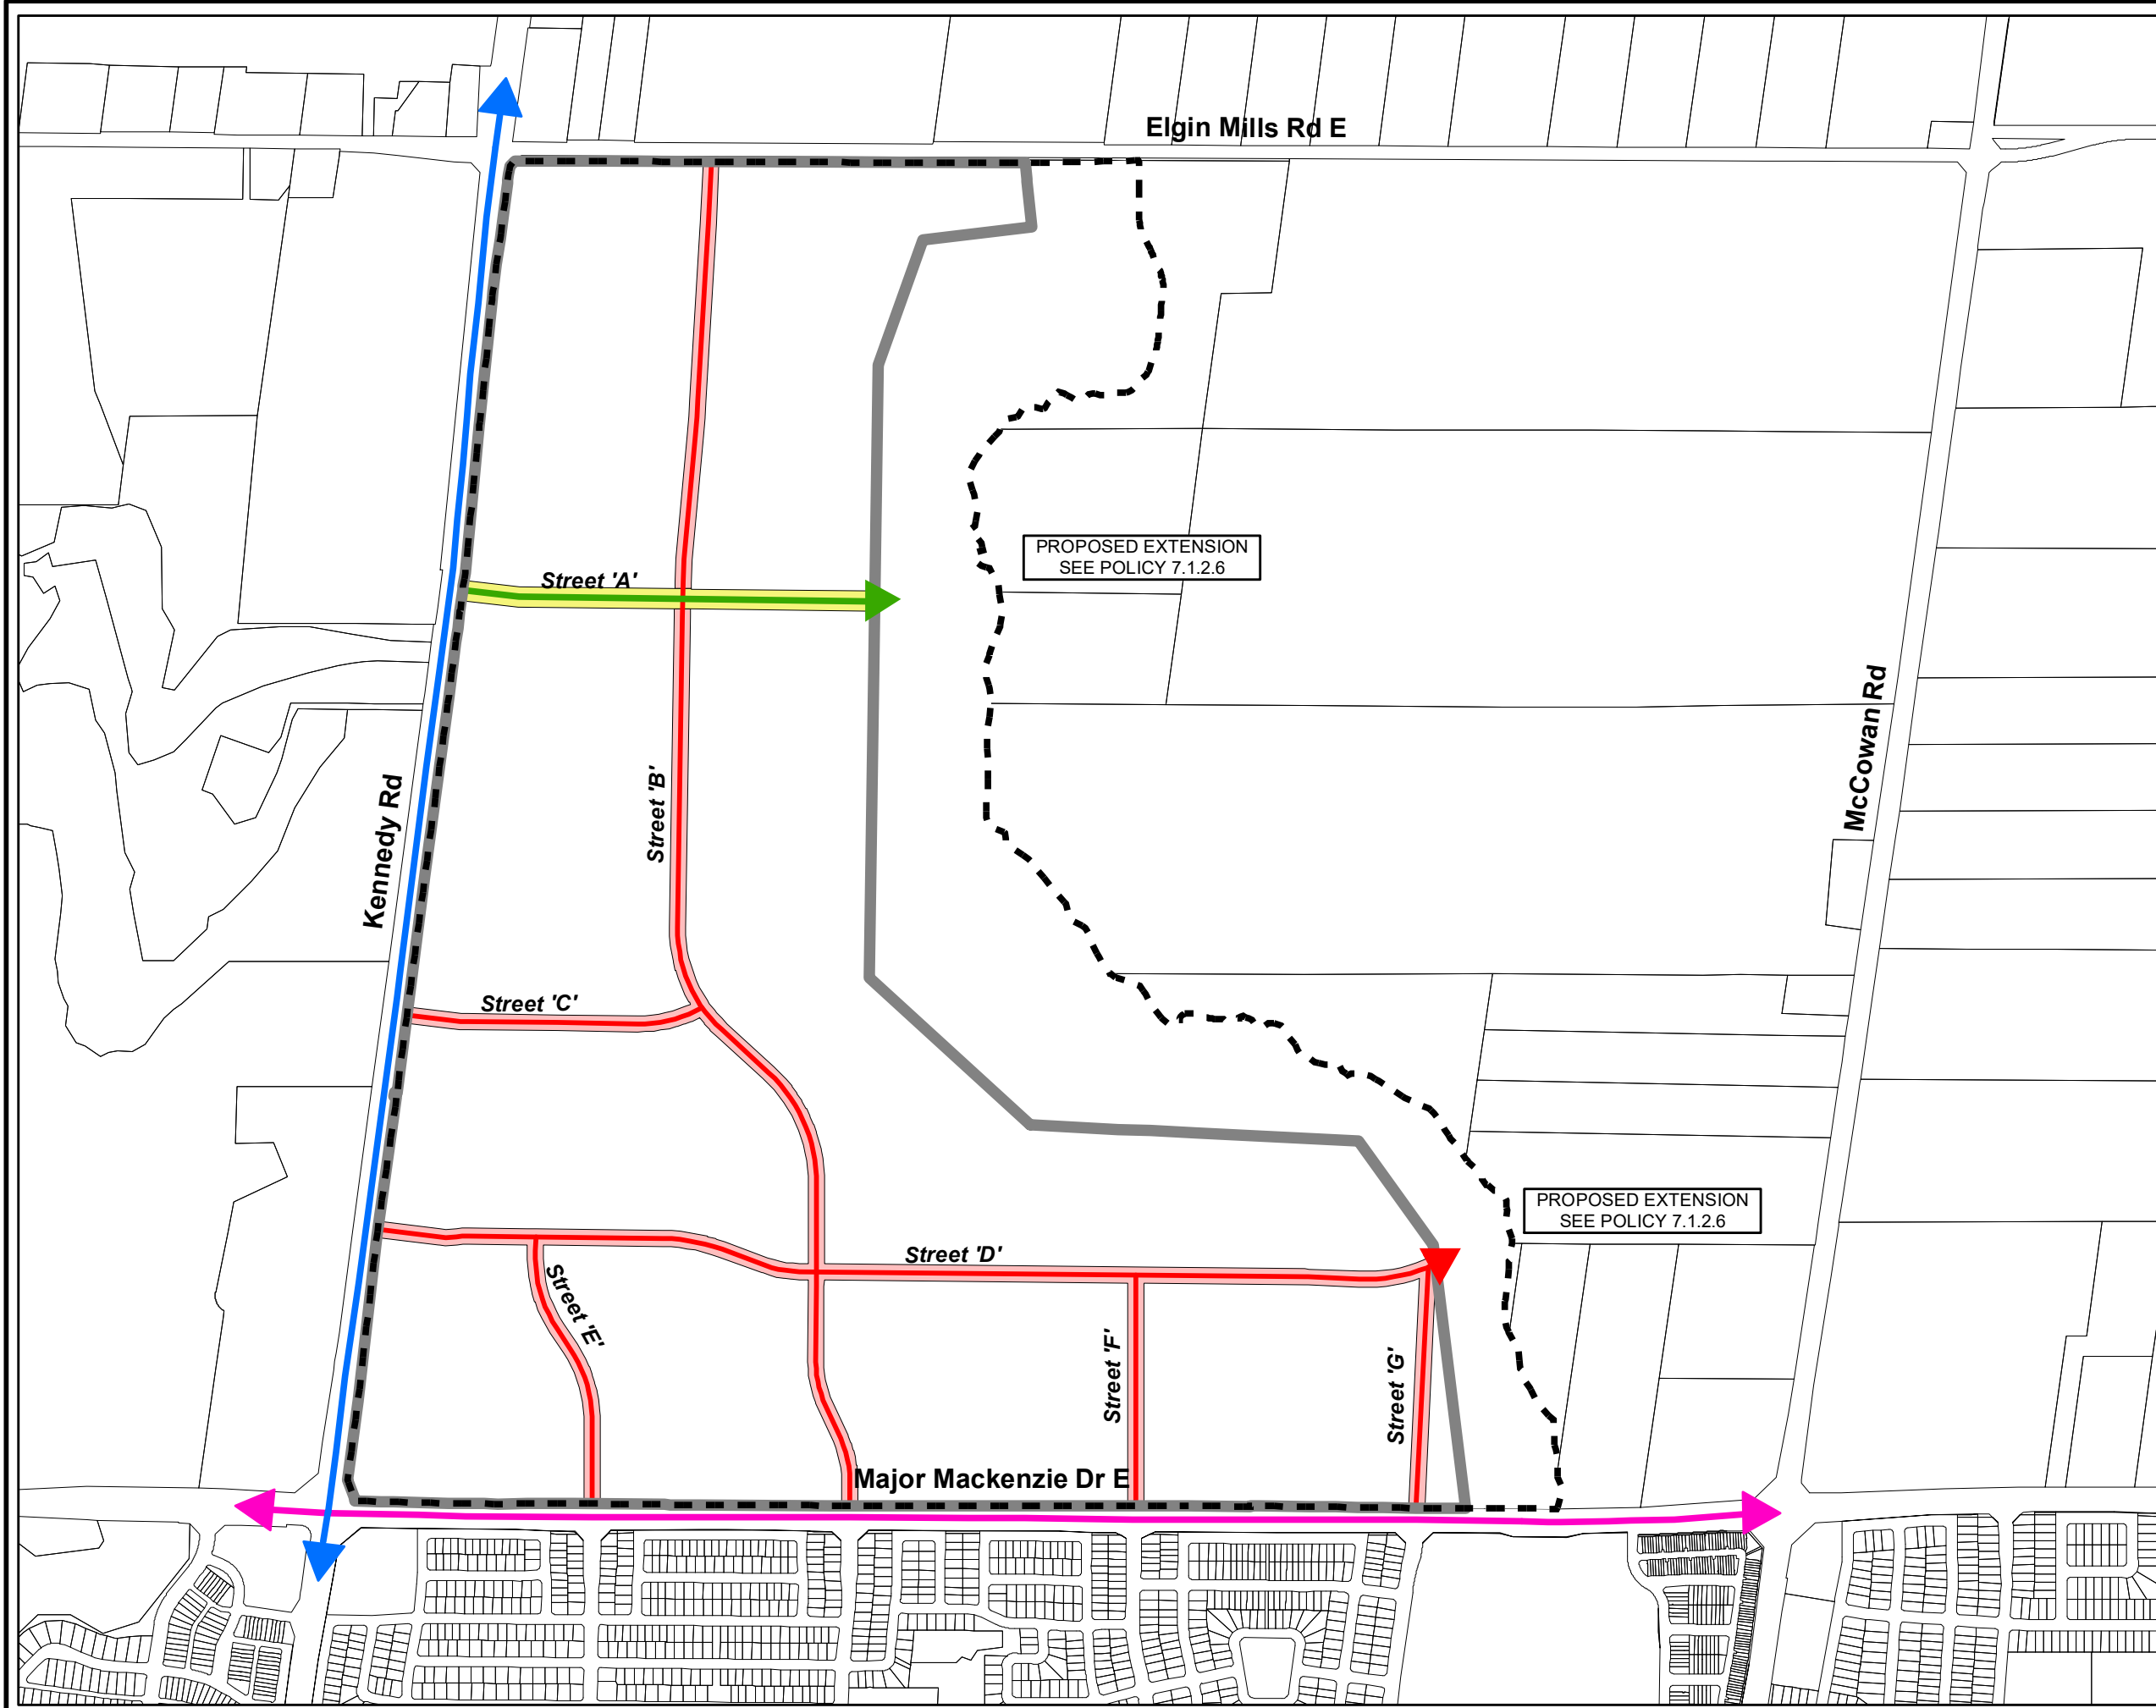 Elgin Mills Rd E
PROPOSED EXTENSION
SEE POLICY 7.1.2.6
Street 'A'
McCowan Rd
Street 'B'
Kennedy Rd
Street 'C'
PROPOSED EXTENSION
SEE POLICY 7.1.2.6
Street 'D'
Street 'E'
Street 'F'
Street 'G'
Major Mackenzie Dr E